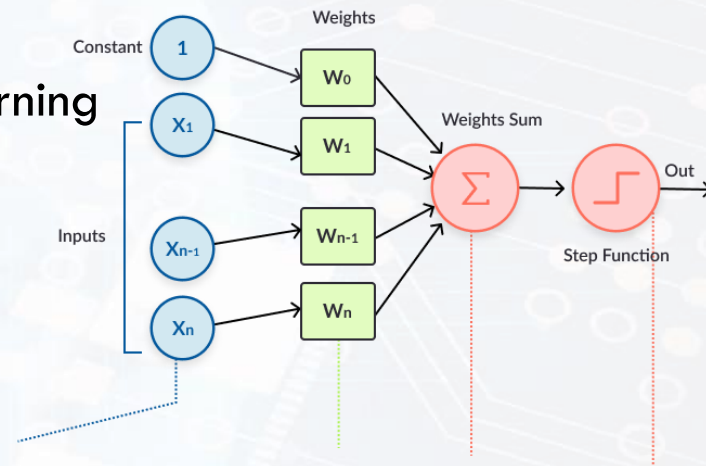 Weights
Constant
1
W0
rning
X1
W1
Weights Sum
Σ
Out
Inputs
Xn-1
Wn-1
Step Function
Xn
Wn